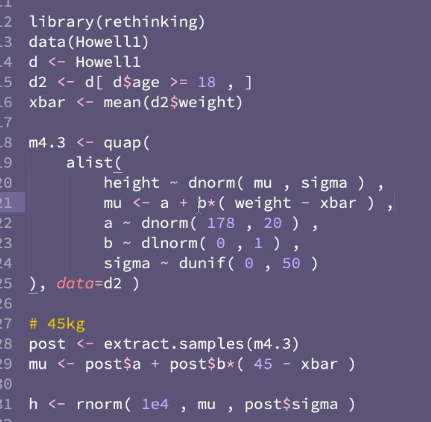 12 library(rethinking)
13 data(Howell1)
14 d <- Howell1
15 d2 <- d[ d$age >= 18 , ]
16 xbar <- mean(d2$weight)
17
18 m4.3 <- quap(
19     alist(
20         height ~ dnorm( mu , sigma ) ,
21         mu <- a + b*( weight - xbar ) ,
22         a ~ dnorm( 178 , 20 ) ,
23         b ~ dlnorm( 0 , 1 ) ,
24         sigma ~ dunif( 0 , 50 )
25 ), data=d2 )
26
27 # 45kg
28 post <- extract.samples(m4.3)
29 mu <- post$a + post$b*( 45 - xbar )
30
31 h <- rnorm( 1e4 , mu , post$sigma )